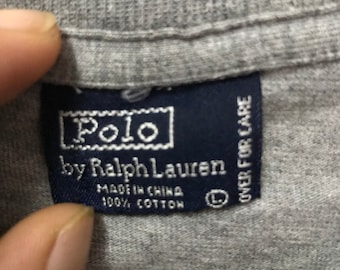 Polo
by Ralph Lauren
MADE IN CHINA
100% COTTON
L
OVER FOR CARE